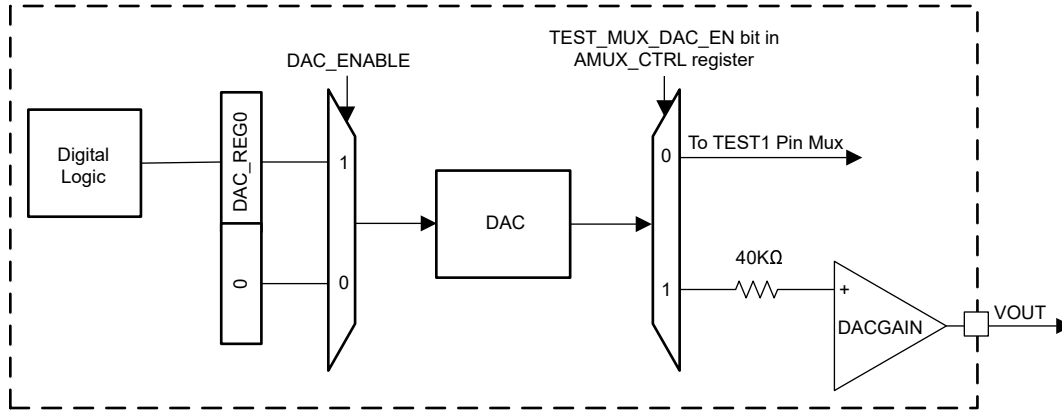 TEST_MUX_DAC_EN bit in
AMUX_CTRL register
DAC_ENABLE
Digital
Logic
DAC_REG0
0
1
0
DAC
0
To TEST1 Pin Mux
1
40KΩ
+
DACGAIN
VOUT